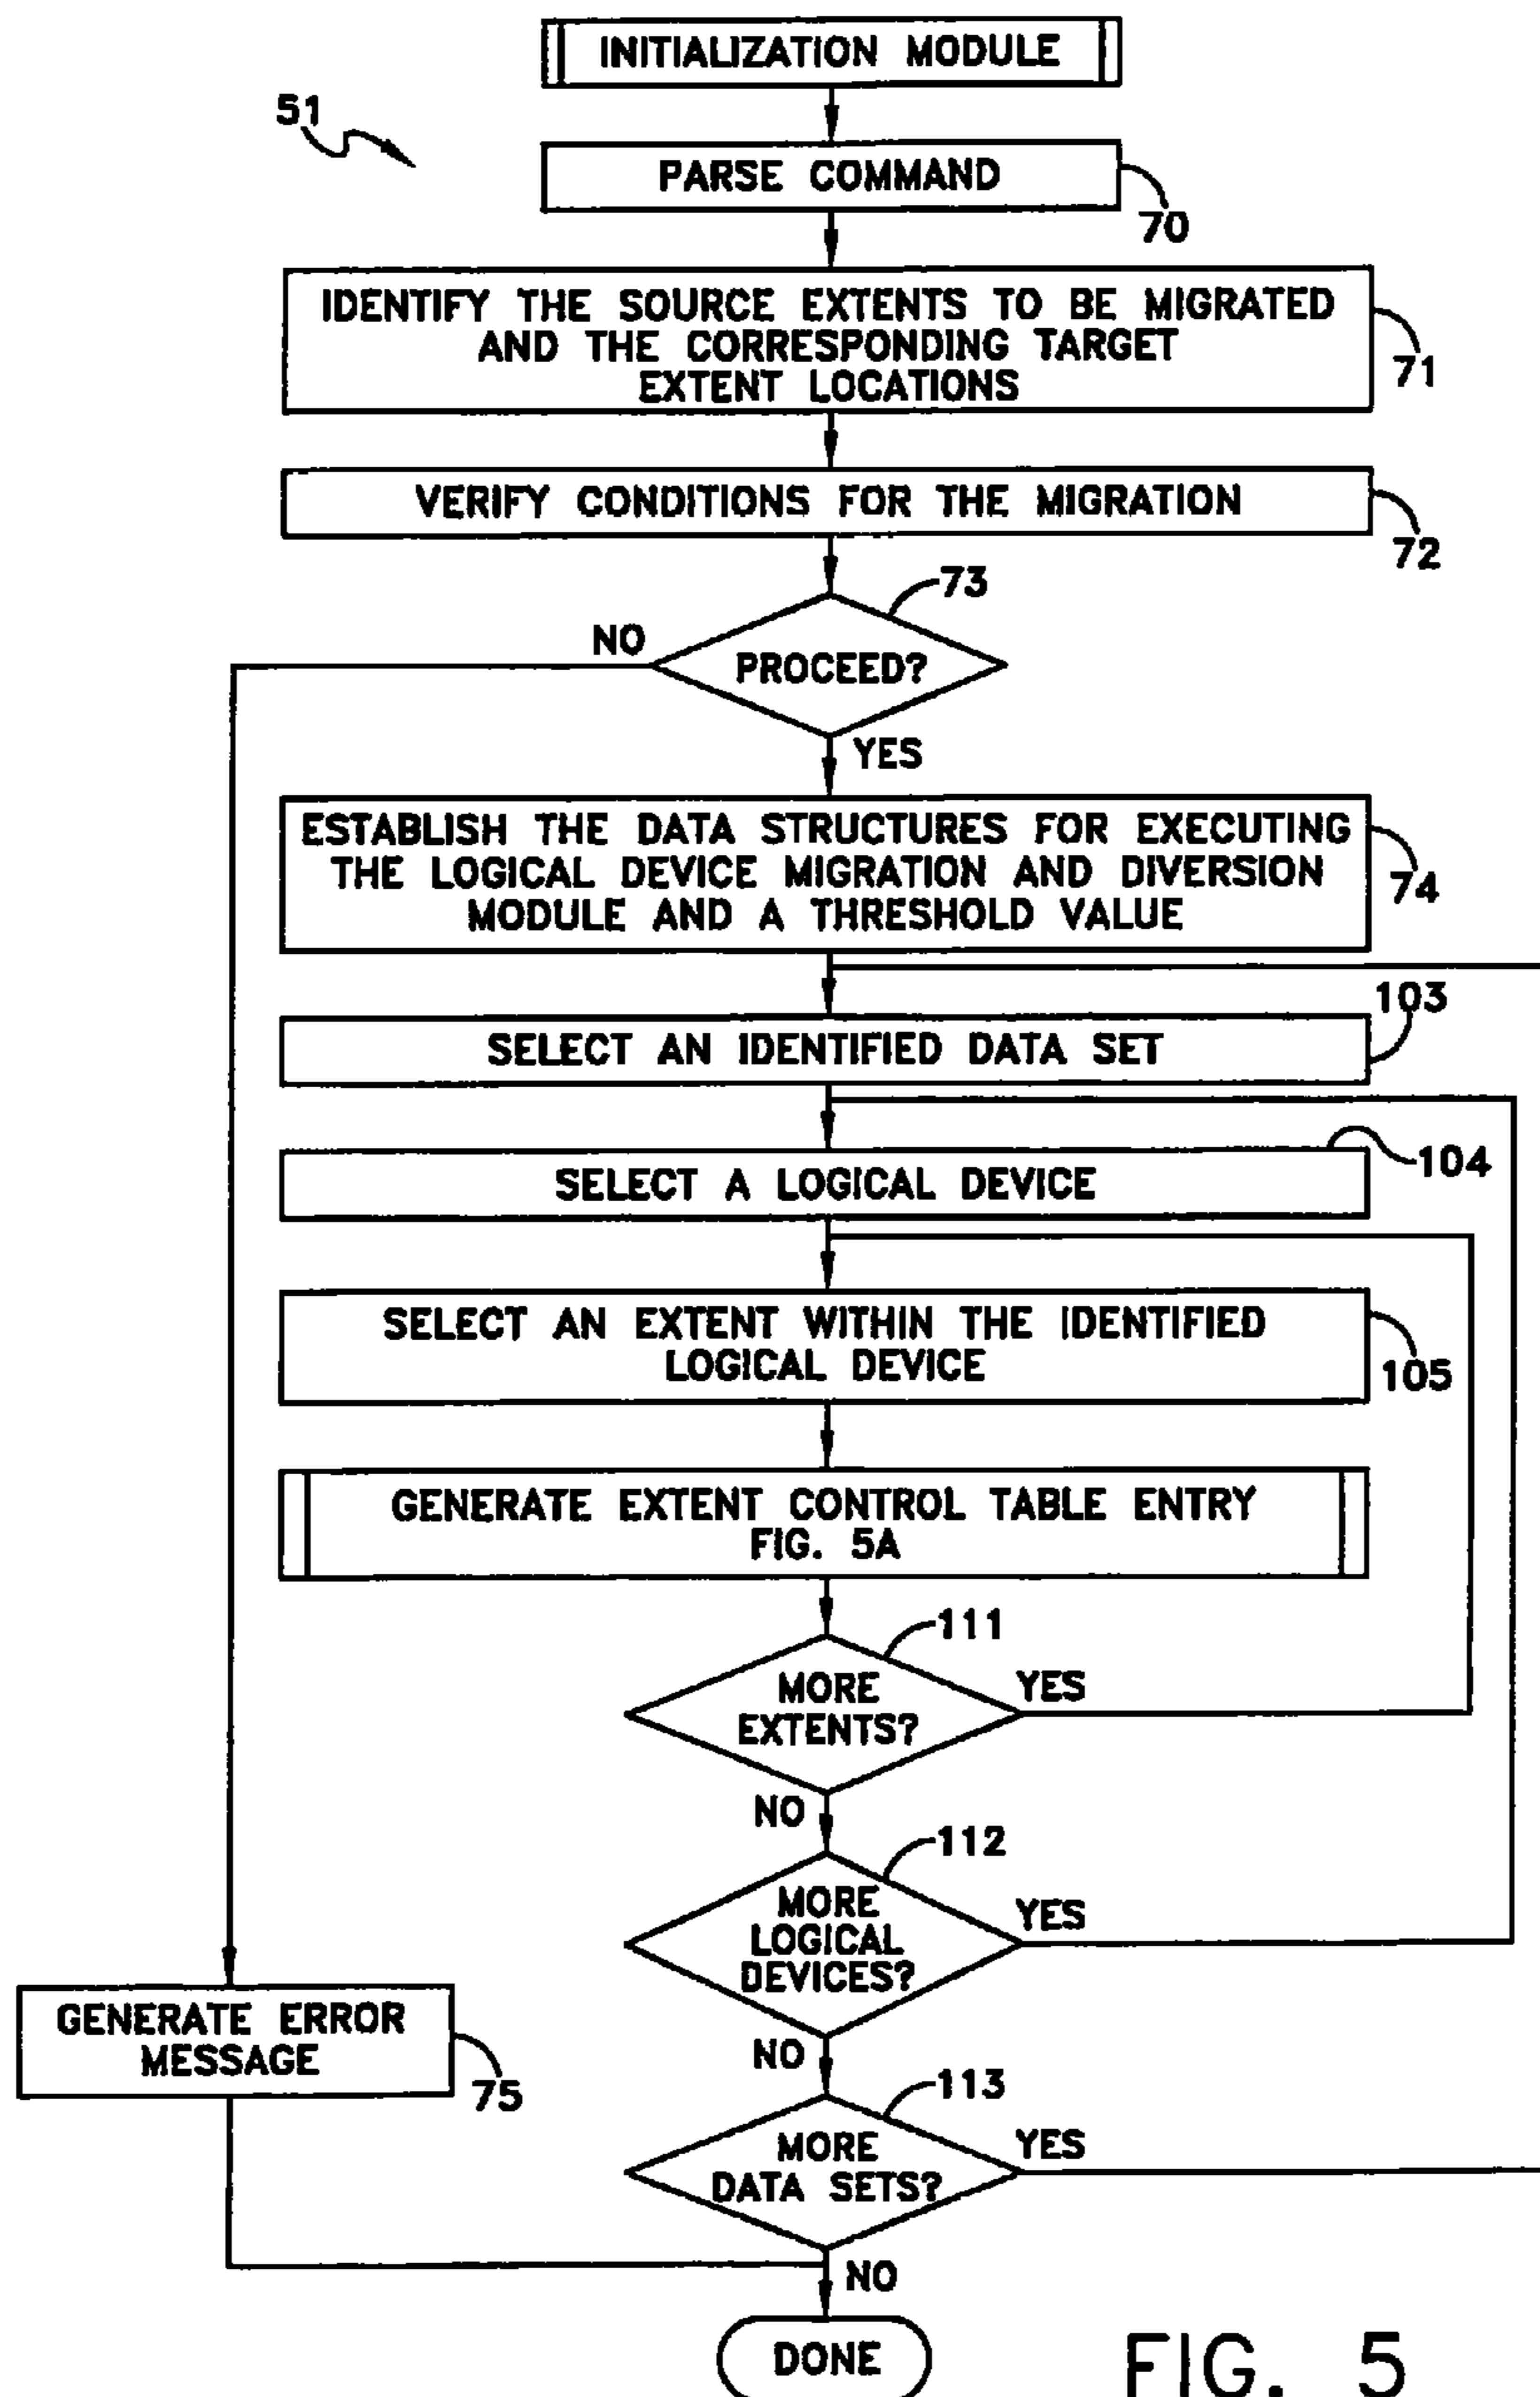 INITIALIZATION MODULE
51
PARSE COMMAND
70
IDENTIFY THE SOURCE EXTENTS TO BE MIGRATED
AND THE CORRESPONDING TARGET
EXTENT LOCATIONS
71
VERIFY CONDITIONS FOR THE MIGRATION
72
73
NO
PROCEED?
YES
ESTABLISH THE DATA STRUCTURES FOR EXECUTING
THE LOGICAL DEVICE MIGRATION AND DIVERSION
MODULE AND A THRESHOLD VALUE
74
103
SELECT AN IDENTIFIED DATA SET
104
SELECT A LOGICAL DEVICE
SELECT AN EXTENT WITHIN THE IDENTIFIED
LOGICAL DEVICE
105
GENERATE EXTENT CONTROL TABLE ENTRY
FIG. 5A
111
MORE
EXTENTS?
YES
NO
112
MORE
LOGICAL
DEVICES?
YES
NO
GENERATE ERROR
MESSAGE
75
113
MORE
DATA SETS?
YES
NO
DONE
FIG. 5